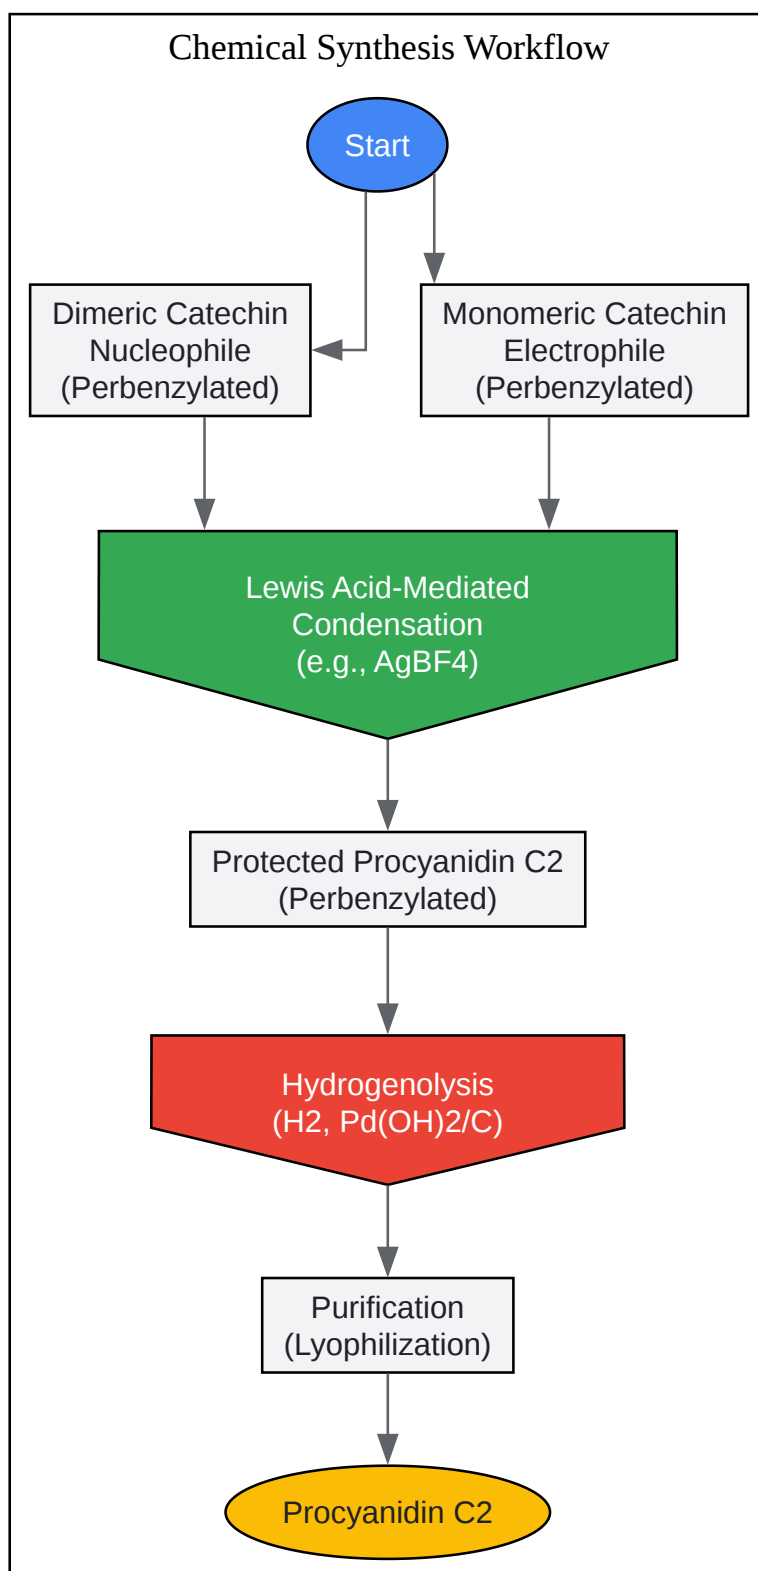 Chemical Synthesis Workflow
Start
Dimeric Catechin
Nucleophile
(Perbenzylated)
Monomeric Catechin
Electrophile
(Perbenzylated)
Lewis Acid-Mediated
Condensation
(e.g., AgBF4)
Protected Procyanidin C2
(Perbenzylated)
Hydrogenolysis
(H2, Pd(OH)2/C)
Purification
(Lyophilization)
Procyanidin C2